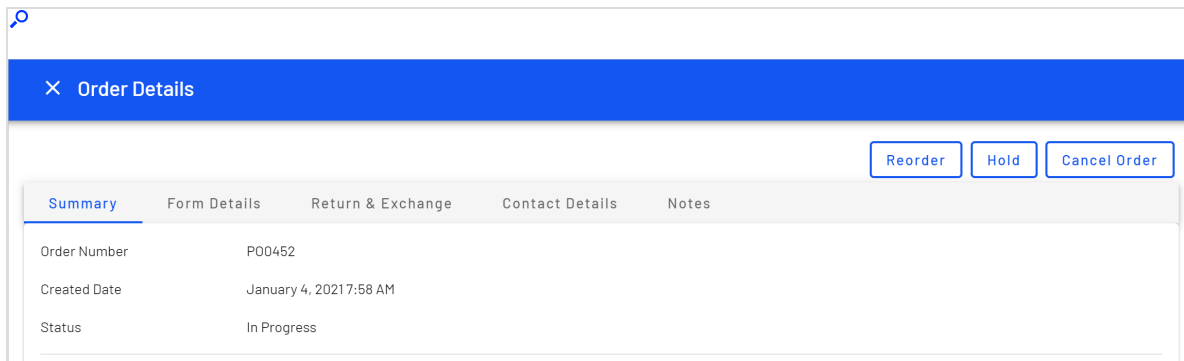 Order Details
Reorder Hold Cancel Order
Summary Form Details Return & Exchange Contact Details Notes
Order Number P00452
Created Date January 4, 2021 7:58 AM
Status In Progress